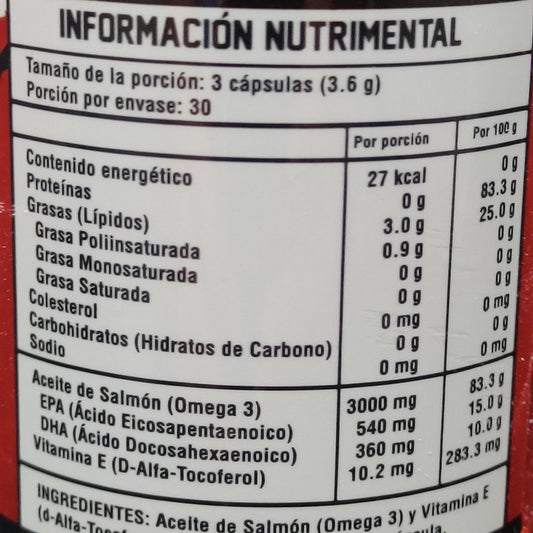 INFORMACIÓN NUTRIMENTAL
Tamaño de la porción: 3 cápsulas (3.6 g)
Porción por envase: 30
Por porción Por 100 g
Contenido energético 27 kcal 0 g
Proteínas 0 g 83.3 g
Grasas (Lípidos) 3.0 g 25.0 g
Grasa Poliinsaturada 0.9 g 0 g
Grasa Monosaturada 0 g 0 g
Grasa Saturada 0 g 0 g
Colesterol 0 mg 0 mg
Carbohidratos (Hidratos de Carbono) 0 g 0 g
Sodio 0 mg 0 mg
Aceite de Salmón (Omega 3) 3000 mg 83.3 g
EPA (Ácido Eicosapentaenoico) 540 mg 15.0 g
DHA (Ácido Docosahexaenoico) 360 mg 10.0 g
Vitamina E (D-Alfa-Tocoferol) 10.2 mg 283.3 mg
INGREDIENTES: Aceite de Salmón (Omega 3) y Vitamina E